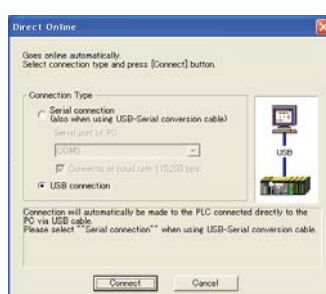 Direct Online
Goes online automatically.
Select connection type and press [Connect] button.
Connection Type
Serial connection
(also when using USB-Serial conversion cable)
Serial port of PC
COM5
Connects at baud rate 115200 bps
USB connection
USB
Connection will automatically be made to the PLC connected directly to the
PC via USB cable.
Please select ""Serial connection"" when using USB-Serial conversion cable
Connect
Cancel